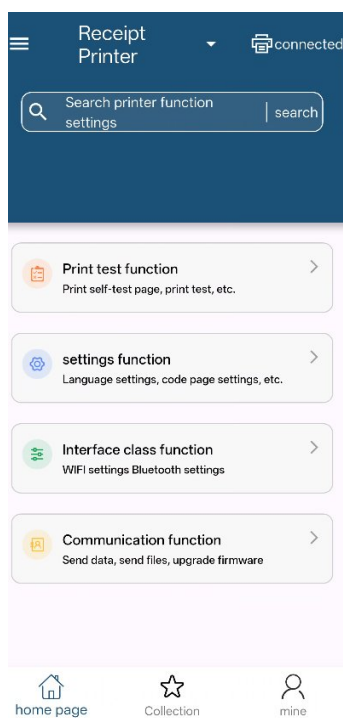 Receipt
Printer
connected
Search printer function
settings
search
Print test function
Print self-test page, print test, etc.
settings function
Language settings, code page settings, etc.
Interface class function
WIFI settings Bluetooth settings
Communication function
Send data, send files, upgrade firmware
home page
Collection
mine